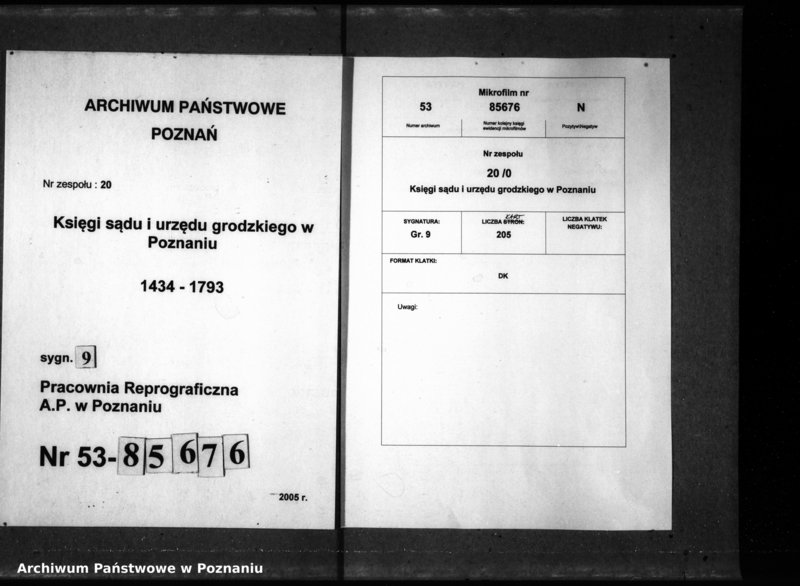 ARCHIWUM PAŃSTWOWE
POZNAŃ
Nr zespołu : 20
Księgi sądu i urzędu grodzkiego w
Poznaniu
1434 - 1793
sygn. 9
Pracownia Reprograficzna
A.P. w Poznaniu
Nr 53-85676
2005 r.
Mikrofilm nr
53 85676 N
Numer archiwum
Numer kolejny księgi
ewidencji mikrofilmów
Pozytyw/Negatyw
Nr zespołu
20 /0
Księgi sądu i urzędu grodzkiego w Poznaniu
SYGNATURA:
Gr. 9
KART
LICZBA STRON:
205
LICZBA KLATEK
NEGATYWU:
FORMAT KLATKI:
DK
Uwagi:
Archiwum Państwowe w Poznaniu